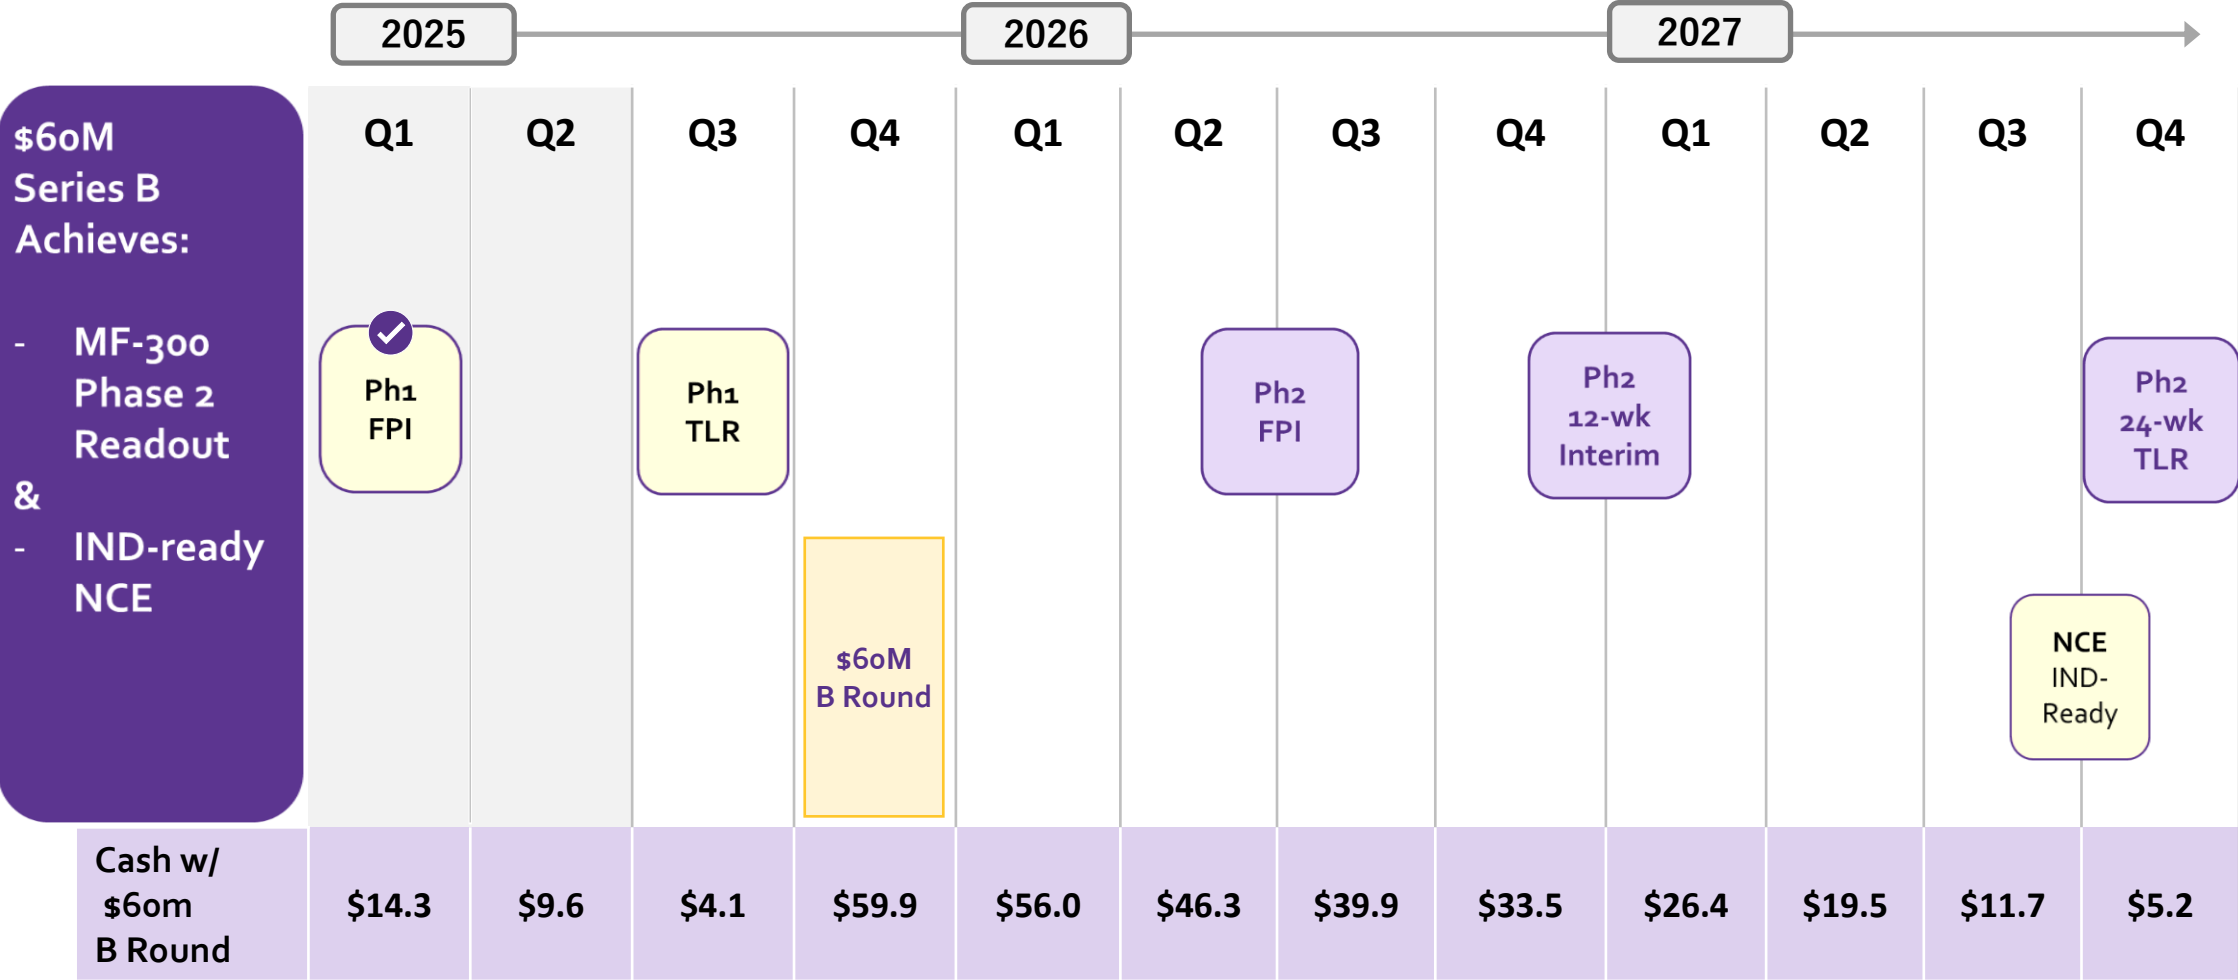 2025
2026
2027
$60M
Series B
Achieves:
- MF-300
Phase 2
Readout
&
- IND-ready
NCE
Q1
Q2
Q3
Q4
Q1
Q2
Q3
Q4
Q1
Q2
Q3
Q4
Ph1
FPI
Ph1
TLR
Ph2
FPI
Ph2
12-wk
Interim
Ph2
24-wk
TLR
$60M
B Round
NCE
IND-
Ready
Cash w/
$60m
B Round
$14.3
$9.6
$4.1
$59.9
$56.0
$46.3
$39.9
$33.5
$26.4
$19.5
$11.7
$5.2